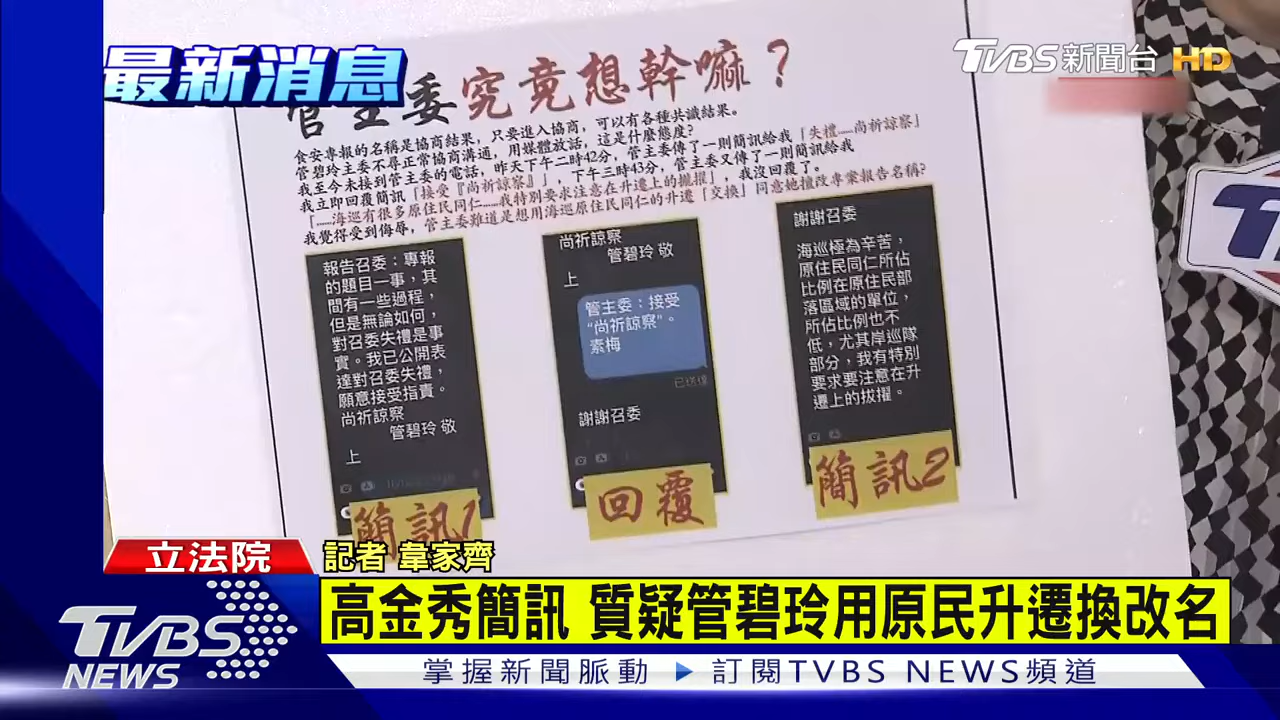 最新消息
TVBS新聞台 HD
管主委究竟想幹嘛？
食安專報的名稱是協商結果，只要進入協商，可以有各種共識結果。
管碧玲主委不尋正常協商溝通，用媒體放話，這是什麼態度？
我至今未接到管主委的電話，昨天下午二時42分，管主委傳了一則簡訊給我「失禮......尚祈諒察」
我立即回覆簡訊「接受『尚祈諒察』」，下午三時43分，管主委又傳了一則簡訊給我
「......海巡有很多原住民同仁......我特別要求注意在升遷上的攏擢」，我沒回覆了。
我覺得受到侮辱，管主委難道是想用海巡原住民同仁的升遷「交換」同意她擅改專案報告名稱？
報告召委：專報
的題目一事，其
間有一些過程，
但是無論如何，
對召委失禮是事
實。我已公開表
達對召委失禮，
願意接受指責。
尚祈諒察
管碧玲 敬
上
簡訊1
尚祈諒察
管碧玲 敬
上
管主委：接受
“尚祈諒察”。
素梅
謝謝召委
回覆
謝謝召委
海巡極為辛苦，
原住民同仁所佔
比例在原住民部
落區域的單位，
所佔比例也不
低，尤其岸巡隊
部分，我有特別
要求要注意在升
遷上的拔擢。
簡訊2
立法院
記者 韋家齊
高金秀簡訊 質疑管碧玲用原民升遷換改名
TVBS NEWS
掌握新聞脈動 ▶ 訂閱TVBS NEWS頻道